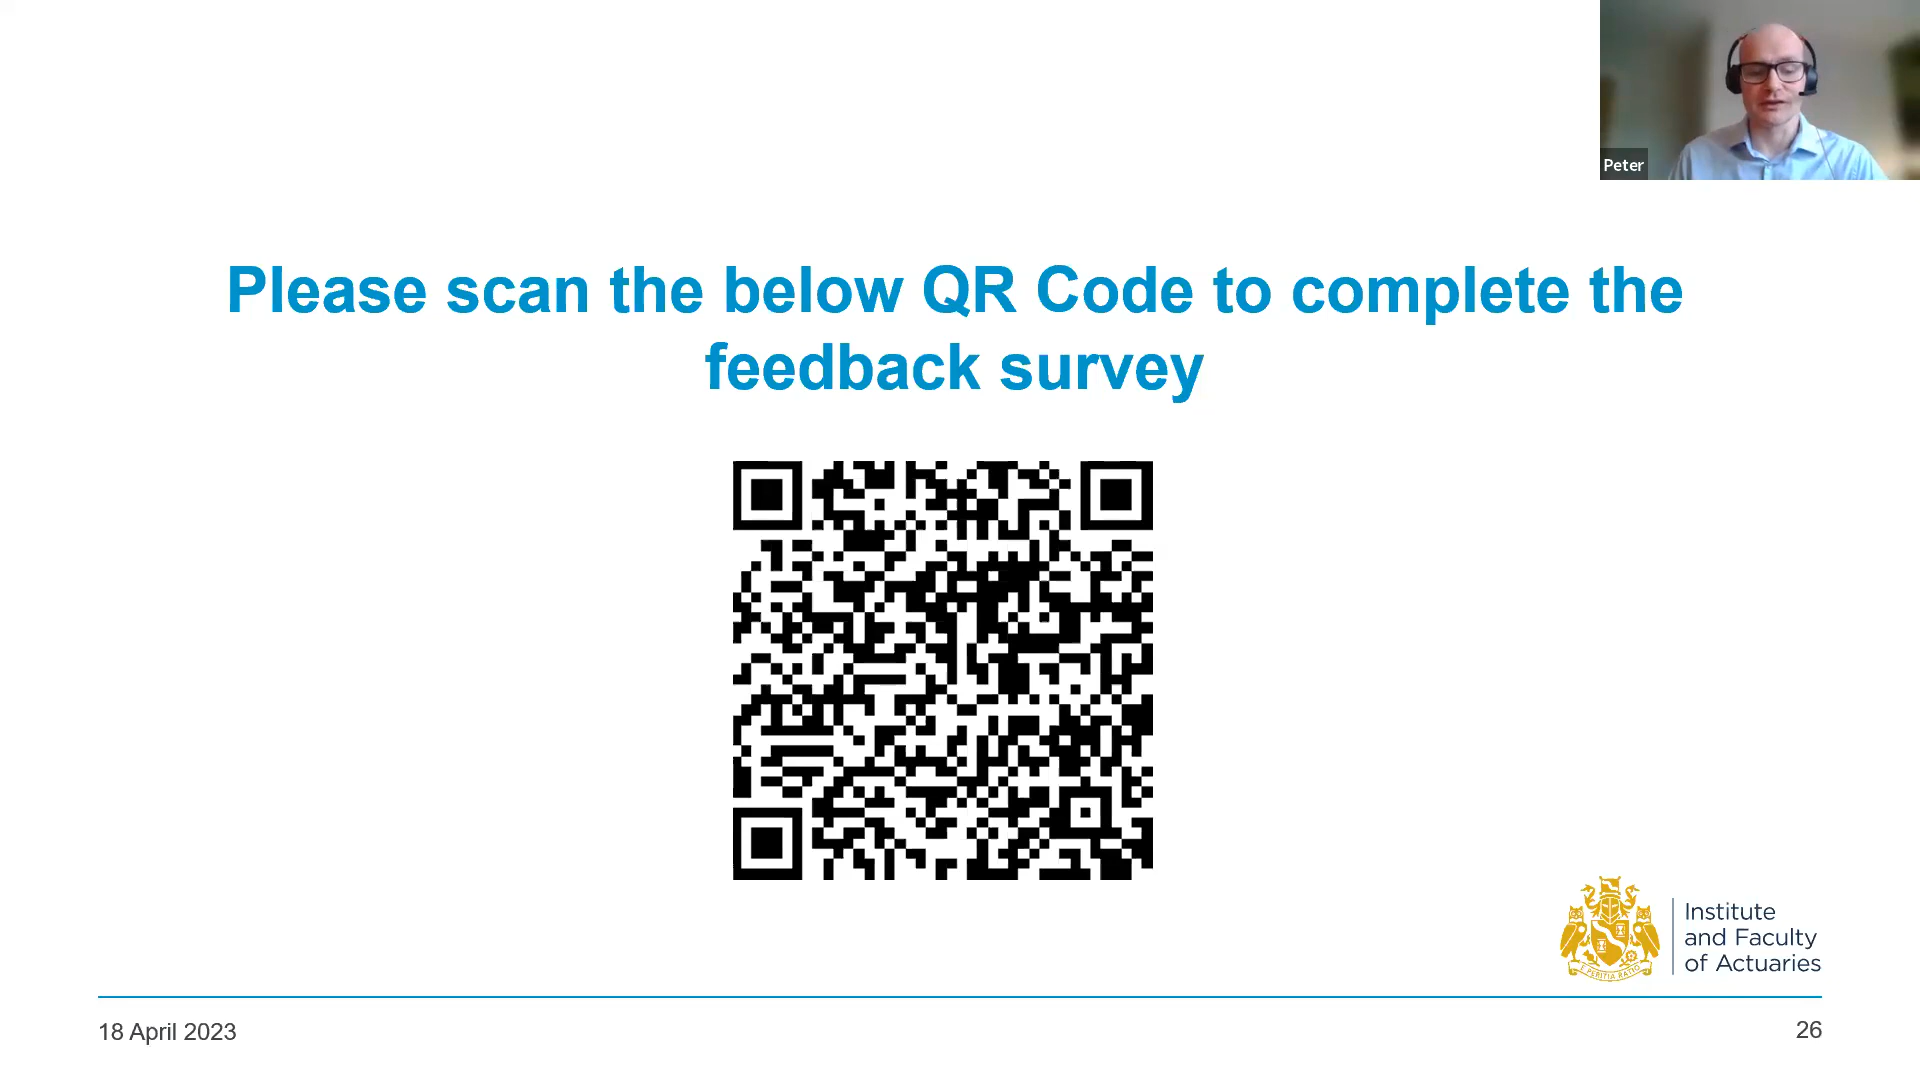 Peter
Please scan the below QR Code to complete the
feedback survey
Institute
and Faculty
of Actuaries
18 April 2023
26